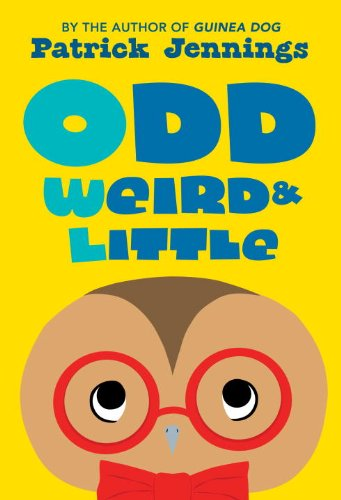 BY THE AUTHOR OF GUINEA DOG
Patrick Jennings
ODD
WEIRD &
LITTLE